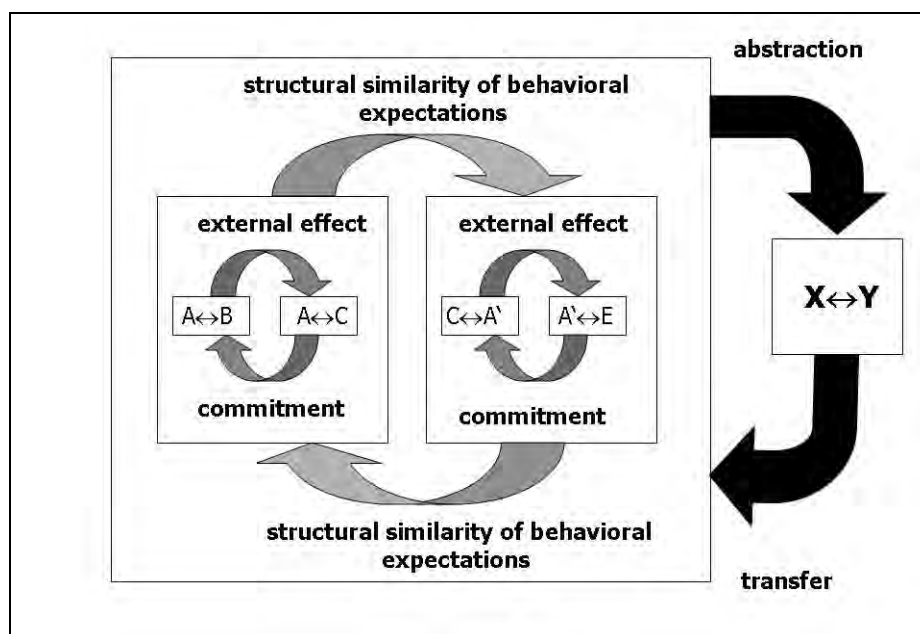 abstraction
structural similarity of behavioral
expectations
external effect
external effect
A↔B
A↔C
C↔A‘
A‘↔E
X↔Y
commitment
commitment
structural similarity of behavioral
expectations
transfer